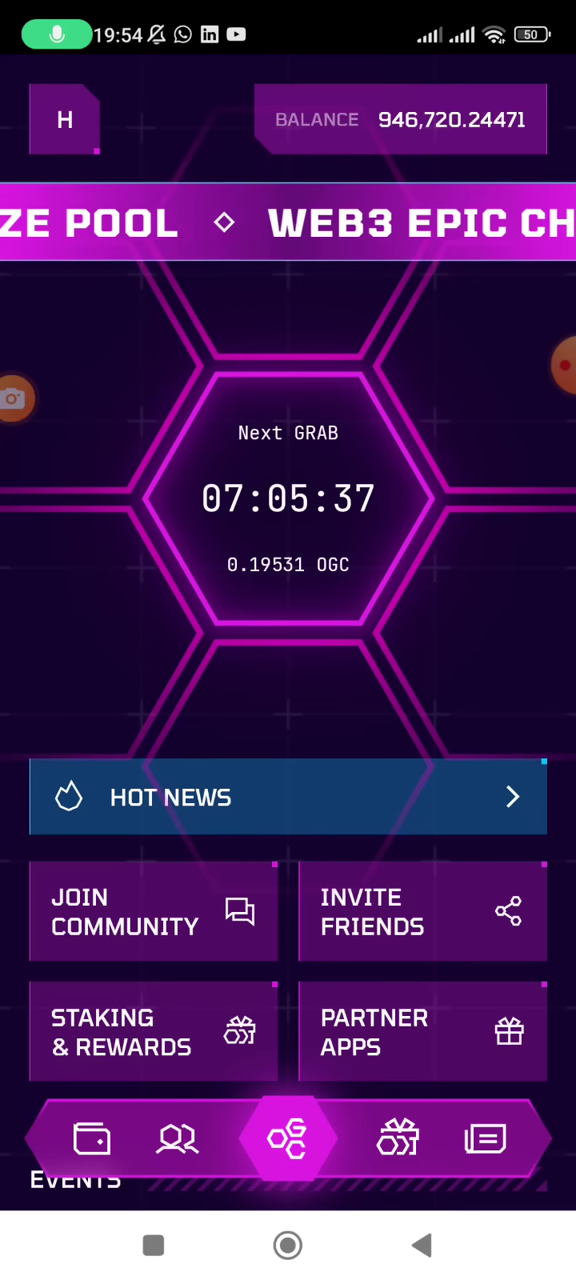 19:54
50
H
BALANCE 946,720.24471
ZE POOL ◇ WEB3 EPIC CH
Next GRAB
07:05:37
0.19531 OGC
HOT NEWS
JOIN
COMMUNITY
INVITE
FRIENDS
STAKING
& REWARDS
PARTNER
APPS
EVENTS